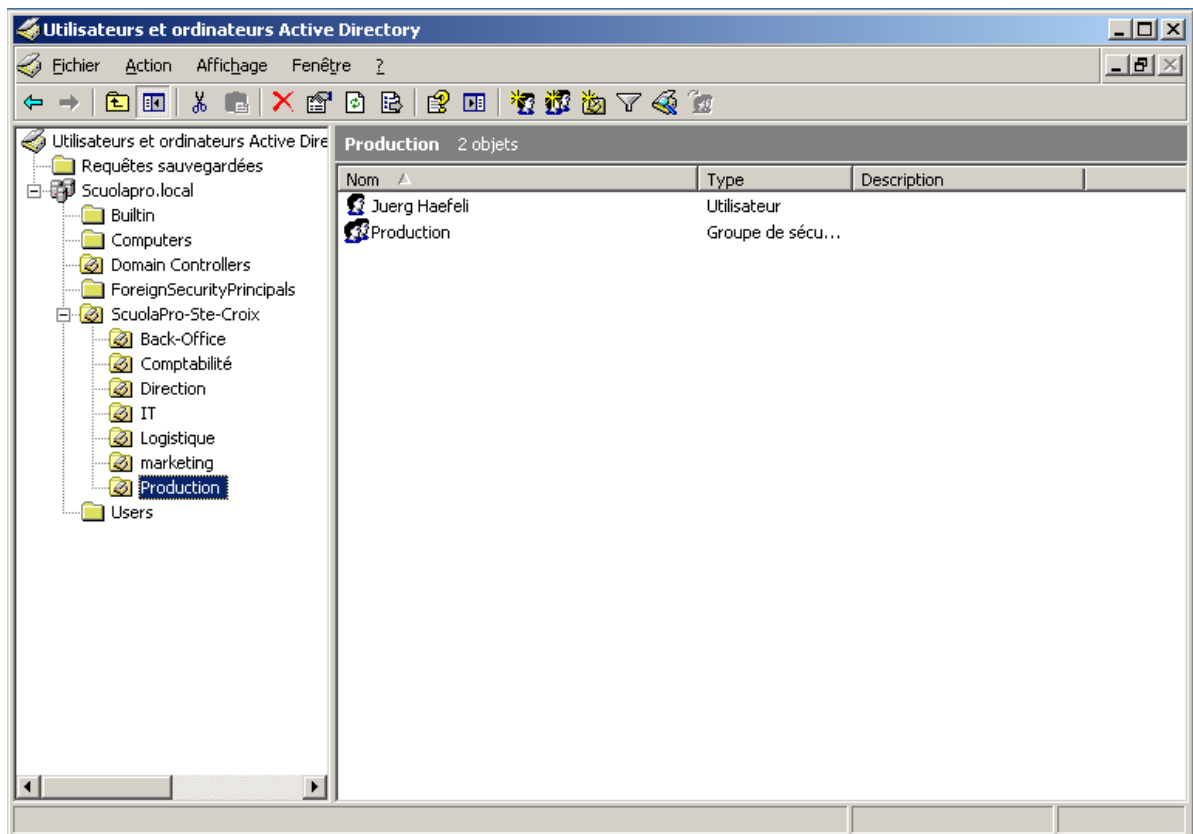 Utilisateurs et ordinateurs Active Directory
Fichier Action Affichage Fenêtre ?
Utilisateurs et ordinateurs Active Dire
Requêtes sauvegardées
Scuolapro.local
Builtin
Computers
Domain Controllers
ForeignSecurityPrincipals
ScuolaPro-Ste-Croix
Back-Office
Comptabilité
Direction
IT
Logistique
marketing
Production
Users
Production 2 objets
Nom Type Description
Juerg Haefeli Utilisateur
Production Groupe de sécu...